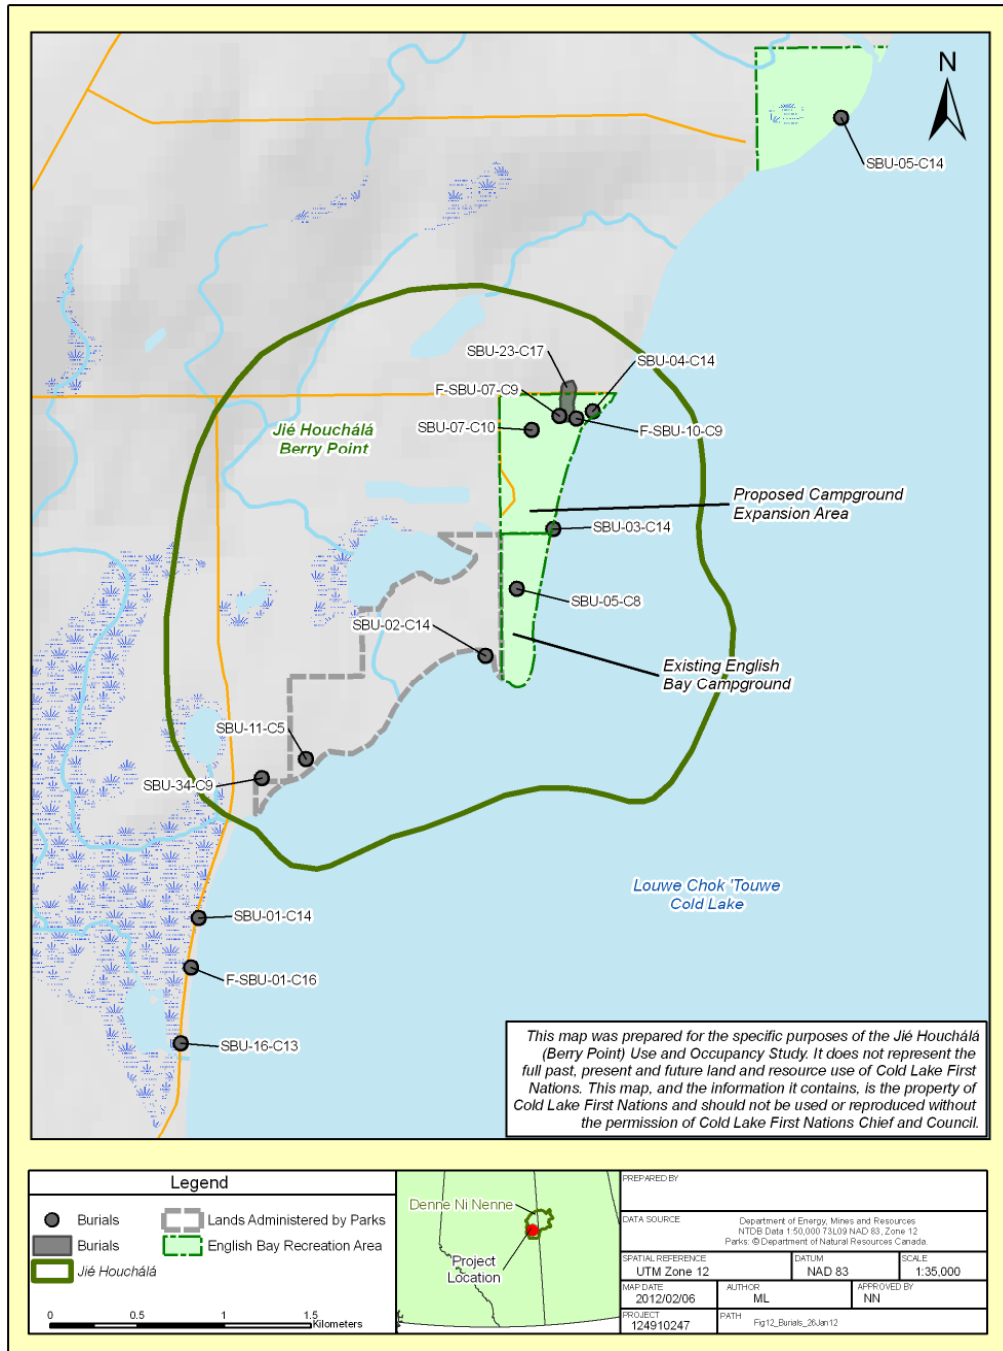 N
SBU-05-C14
SBU-23-C17
SBU-04-C14
F-SBU-07-C9
SBU-07-C10
F-SBU-10-C9
Jié Houchálá
Berry Point
Proposed Campground
Expansion Area
SBU-03-C14
SBU-05-C8
SBU-02-C14
Existing English
Bay Campground
SBU-11-C5
SBU-34-C9
Louwe Chok 'Touwe
Cold Lake
SBU-01-C14
F-SBU-01-C16
SBU-16-C13
This map was prepared for the specific purposes of the Jié Houchálá
(Berry Point) Use and Occupancy Study. It does not represent the
full past, present and future land and resource use of Cold Lake First
Nations. This map, and the information it contains, is the property of
Cold Lake First Nations and should not be used or reproduced without
the permission of Cold Lake First Nations Chief and Council.
Legend
Burials
Lands Administered by Parks
Burials
English Bay Recreation Area
Jié Houchálá
0 0.5 1 1.5
Kilometers
Denne Ni Nenne
Project
Location
PREPARED BY
DATA SOURCE
Department of Energy, Mines and Resources
NTDB Data 1:50,000 73L09 NAD 83, Zone 12
Parks: © Department of Natural Resources Canada.
SPATIAL REFERENCE
UTM Zone 12
DATUM
NAD 83
SCALE
1:35,000
MAP DATE
2012/02/06
AUTHOR
ML
APPROVED BY
NN
PROJECT
124910247
PATH
Fig12_Burials_26Jan12